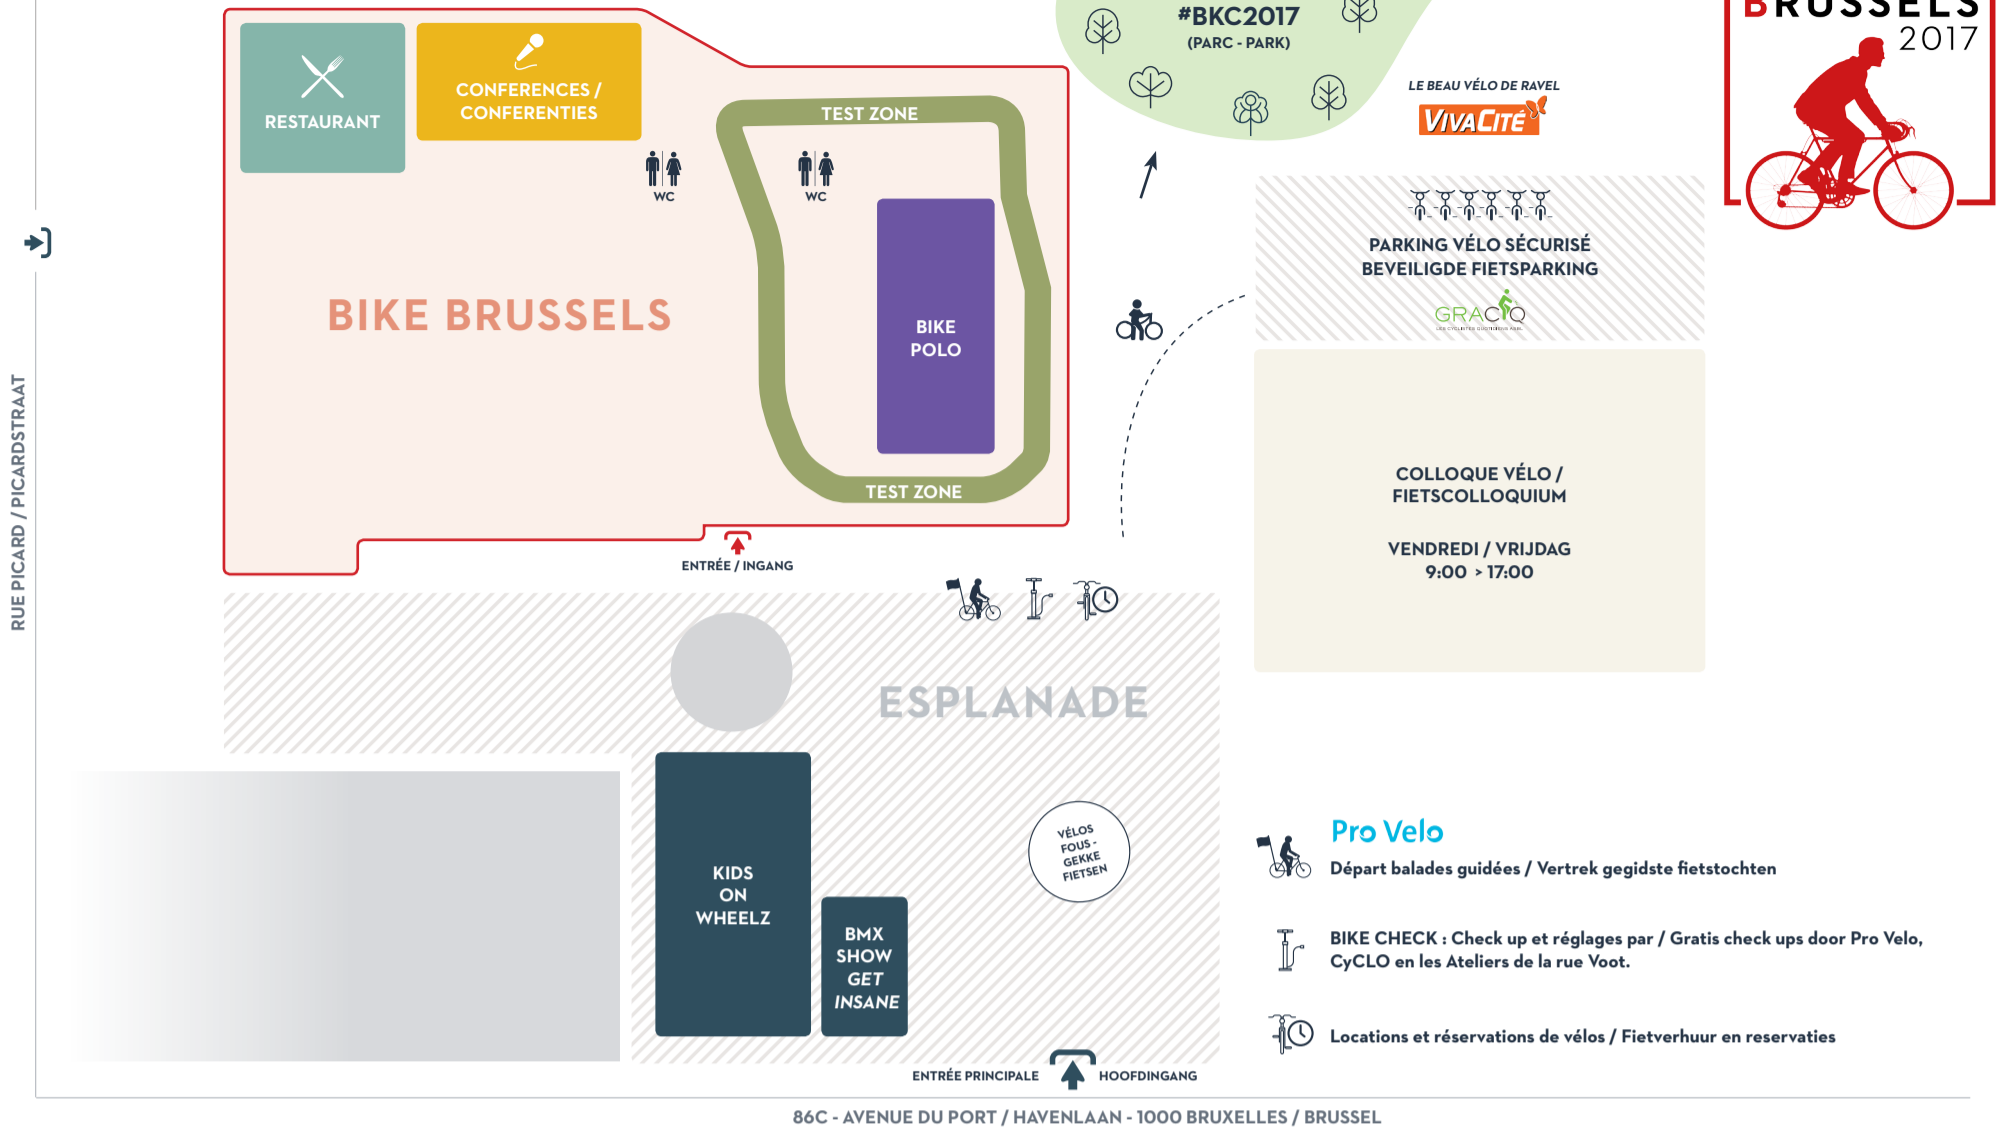 #BKC2017
(PARC - PARK)
BRUSSELS
2017
RESTAURANT
CONFERENCES /
CONFERENTIES
TEST ZONE
WC
WC
LE BEAU VÉLO DE RAVEL
VIVACITÉ
PARKING VÉLO SÉCURISÉ
BEVEILIGDE FIETSPARKING
GRACQ
LES CYCLISTES QUOTIDIENS ASBL
BIKE BRUSSELS
BIKE
POLO
TEST ZONE
COLLOQUE VÉLO /
FIETSCOLLOQUIUM
VENDREDI / VRIJDAG
9:00 > 17:00
RUE PICARD / PICARDSTRAAT
ENTRÉE / INGANG
ESPLANADE
KIDS
ON
WHEELZ
BMX
SHOW
GET
INSANE
VÉLOS
FOUS -
GEKKE
FIETSEN
Pro Velo
Départ balades guidées / Vertrek gegidste fietstochten
BIKE CHECK : Check up et réglages par / Gratis check ups door Pro Velo,
CyCLO en les Ateliers de la rue Voot.
Locations et réservations de vélos / Fietverhuur en reservaties
ENTRÉE PRINCIPALE
HOOFDINGANG
86C - AVENUE DU PORT / HAVENLAAN - 1000 BRUXELLES / BRUSSEL